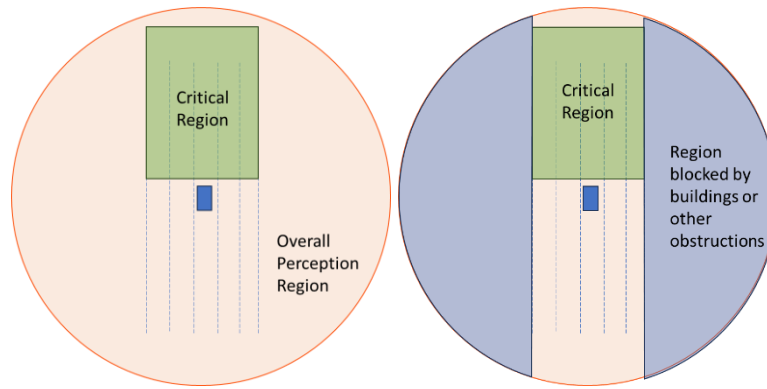 Critical
Region
Overall
Perception
Region
Critical
Region
Region
blocked by
buildings or
other
obstructions